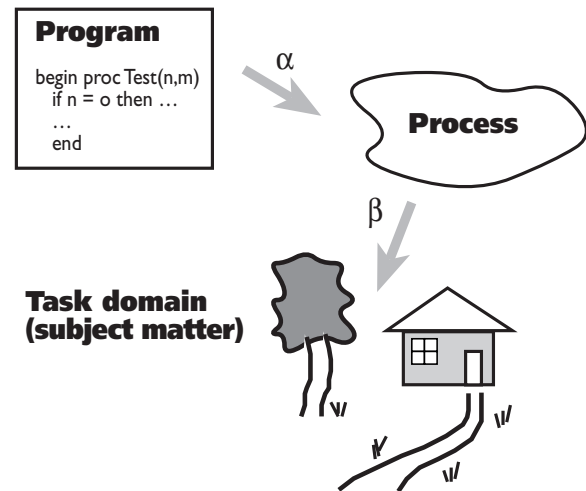 Program
begin proc Test(n,m)
if n = o then …
…
end
α
Process
β
Task domain
(subject matter)